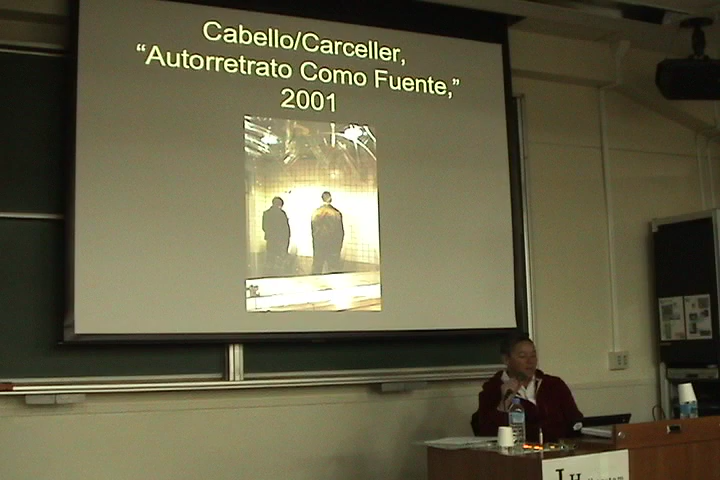 Cabello/Carceller,
“Autorretrato Como Fuente,”
2001